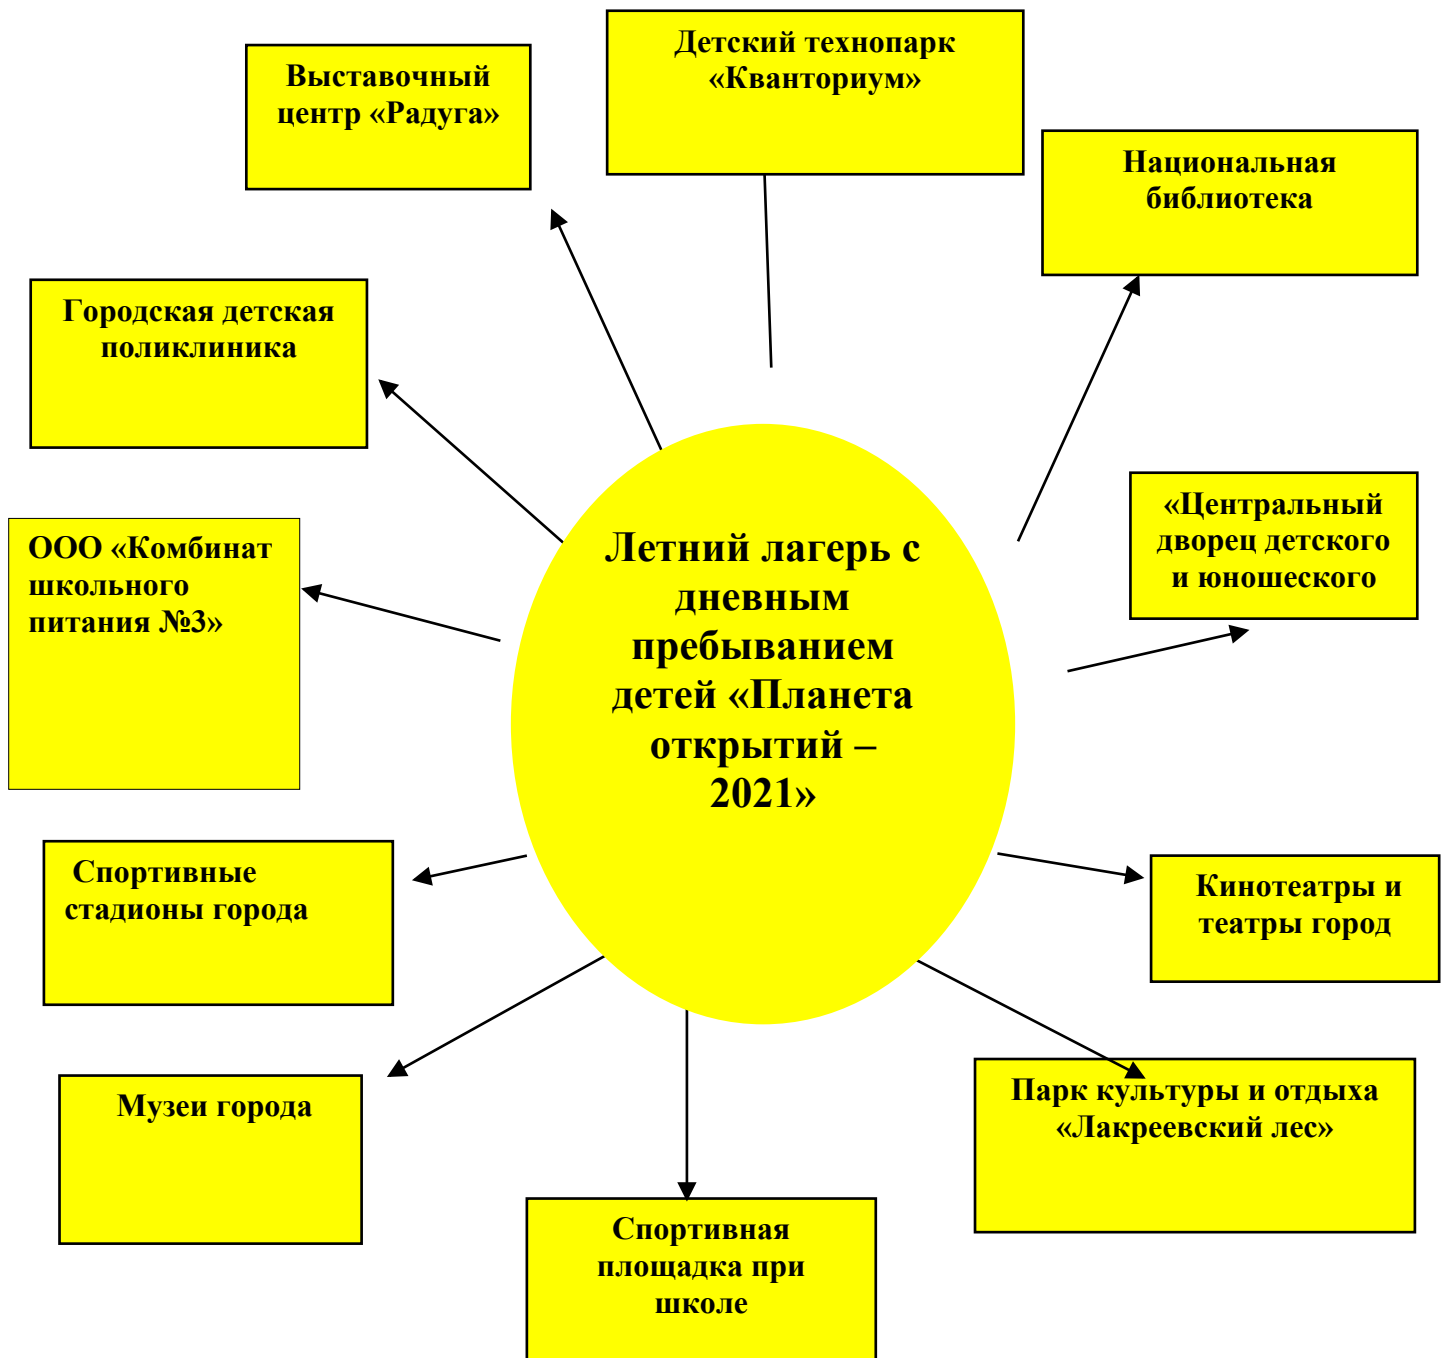 Детский технопарк
«Кванториум»
Выставочный
центр «Радуга»
Национальная
библиотека
Городская детская
поликлиника
«Центральный
дворец детского
и юношеского
ООО «Комбинат
школьного
питания №3»
Летний лагерь с
дневным
пребыванием
детей «Планета
открытий –
2021»
Спортивные
стадионы города
Кинотеатры и
театры город
Музеи города
Парк культуры и отдыха
«Лакреевский лес»
Спортивная
площадка при
школе